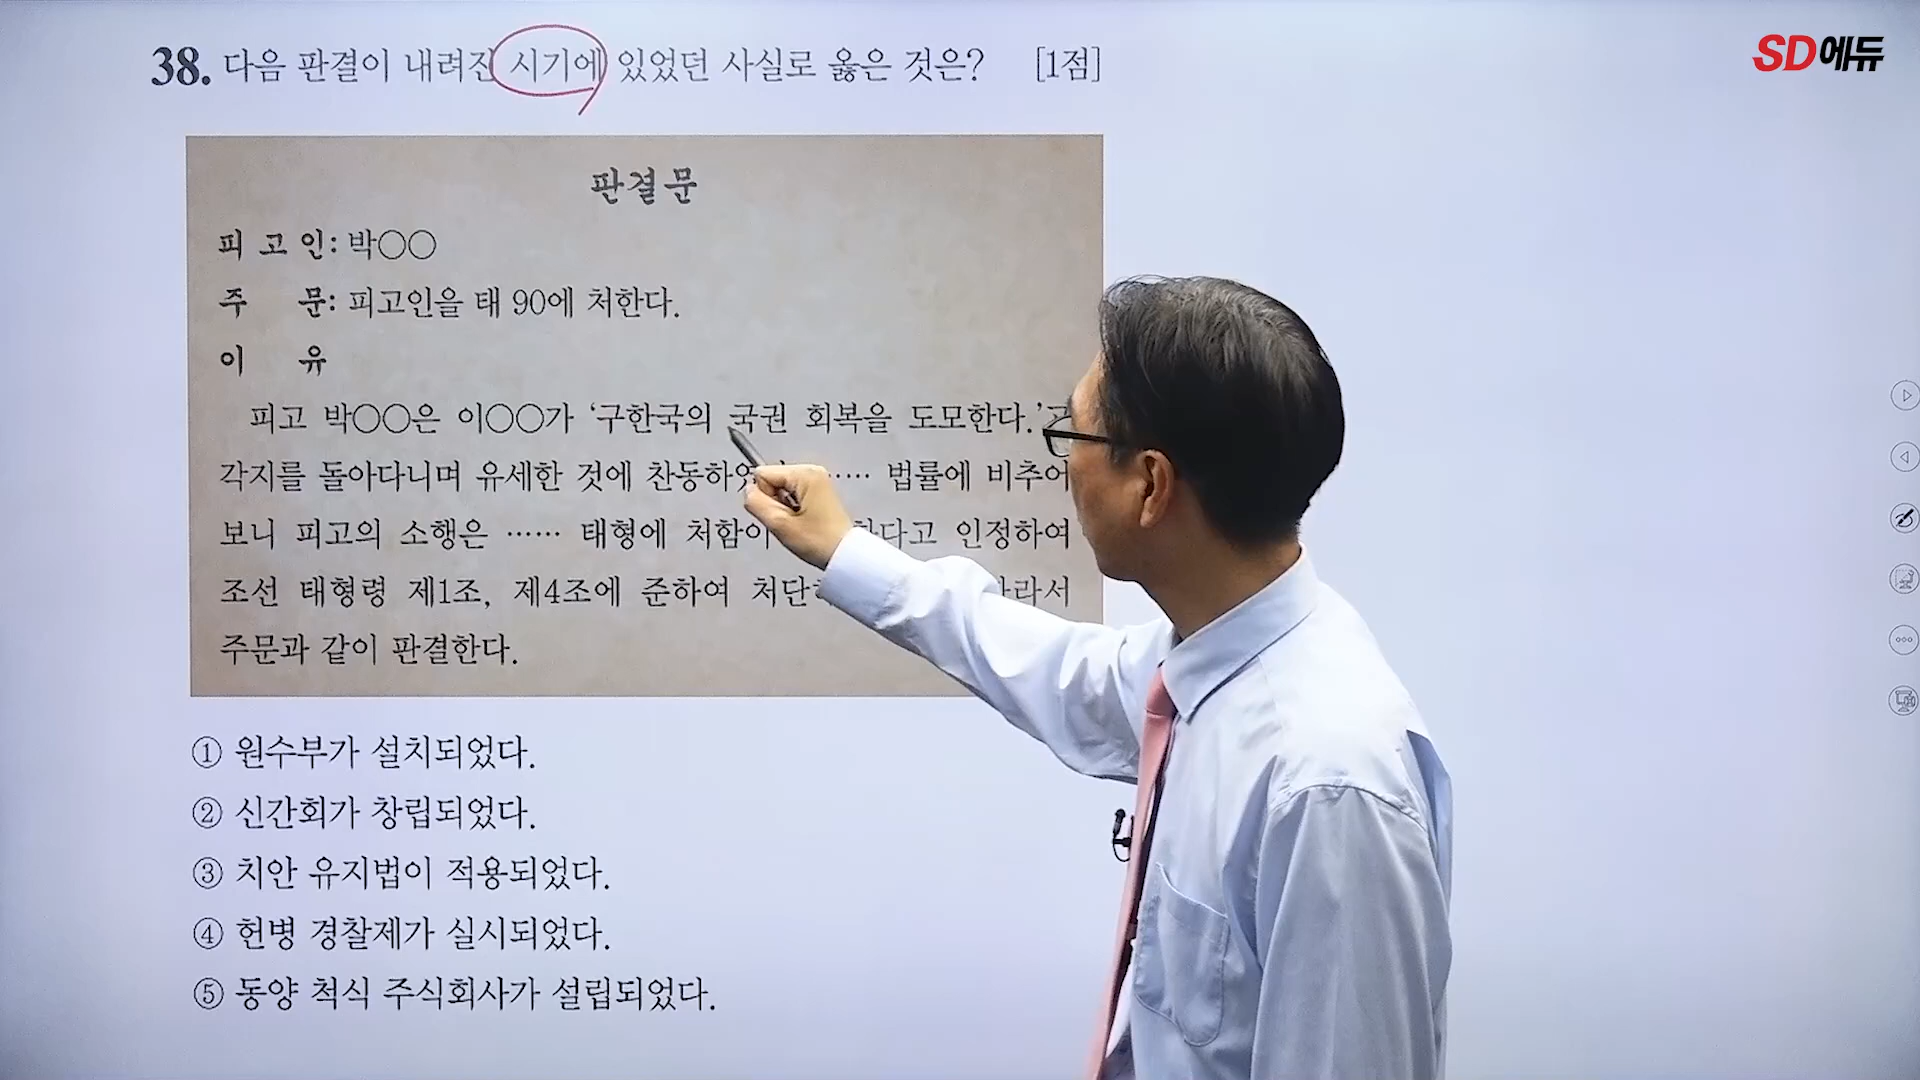 38. 다음 판결이 내려진 시기에 있었던 사실로 옳은 것은? [1점]
SD에듀
판결문
피 고 인: 박○○
주 문: 피고인을 태 90에 처한다.
이 유
피고 박○○은 이○○가 '구한국의 국권 회복을 도모한다.'고
각지를 돌아다니며 유세한 것에 찬동하였 …… 법률에 비추어
보니 피고의 소행은 …… 태형에 처함이 인정하여
조선 태형령 제1조, 제4조에 준하여 따라서
주문과 같이 판결한다.
① 원수부가 설치되었다.
② 신간회가 창립되었다.
③ 치안 유지법이 적용되었다.
④ 헌병 경찰제가 실시되었다.
⑤ 동양 척식 주식회사가 설립되었다.